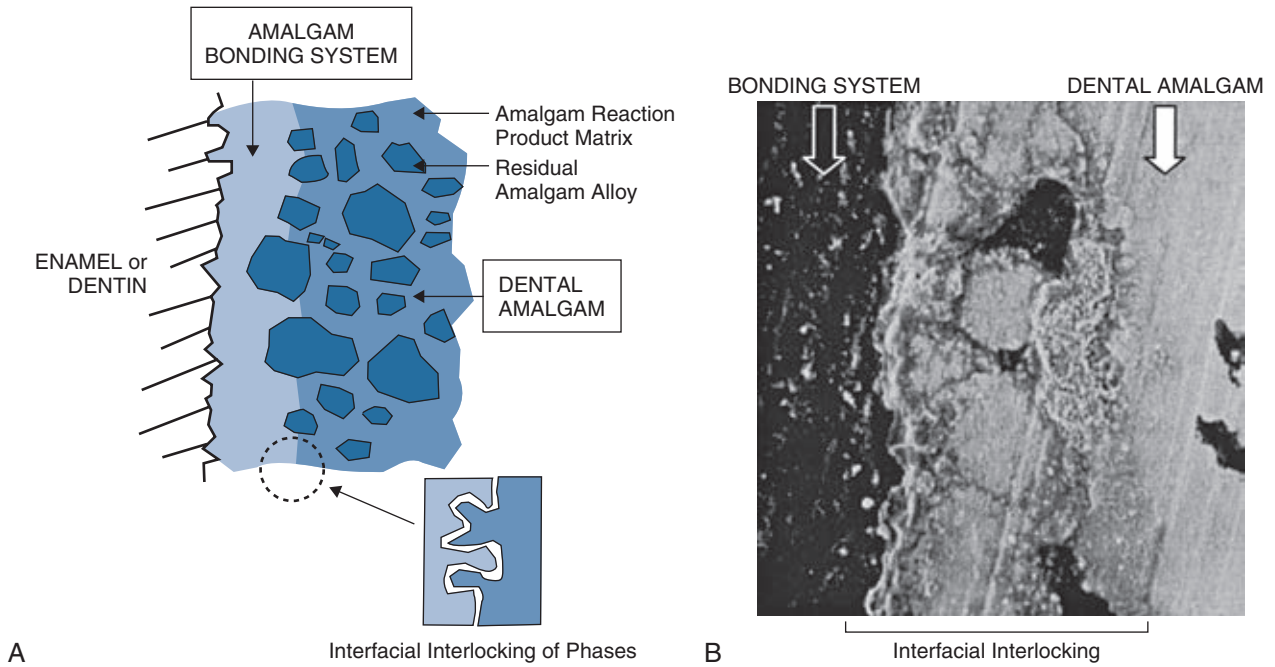 AMALGAM
BONDING SYSTEM
Amalgam Reaction
Product Matrix
Residual
Amalgam Alloy
ENAMEL or
DENTIN
DENTAL
AMALGAM
A
Interfacial Interlocking of Phases
BONDING SYSTEM
DENTAL AMALGAM
B
Interfacial Interlocking